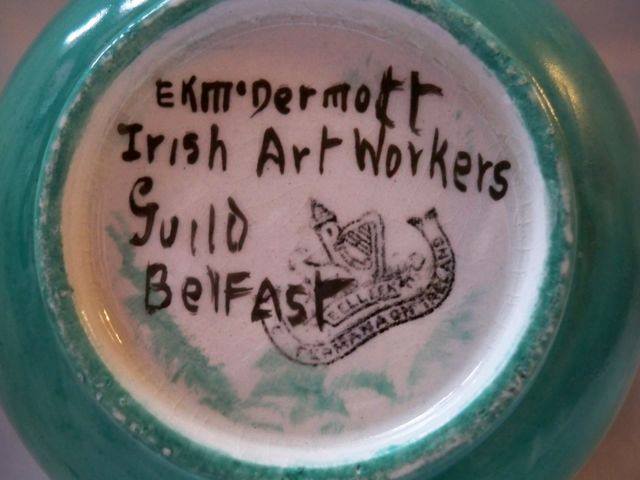 EKMcDermott
Irish Art Workers
Guild
Belfast
BELLEEK
FERMANAGH IRELAND